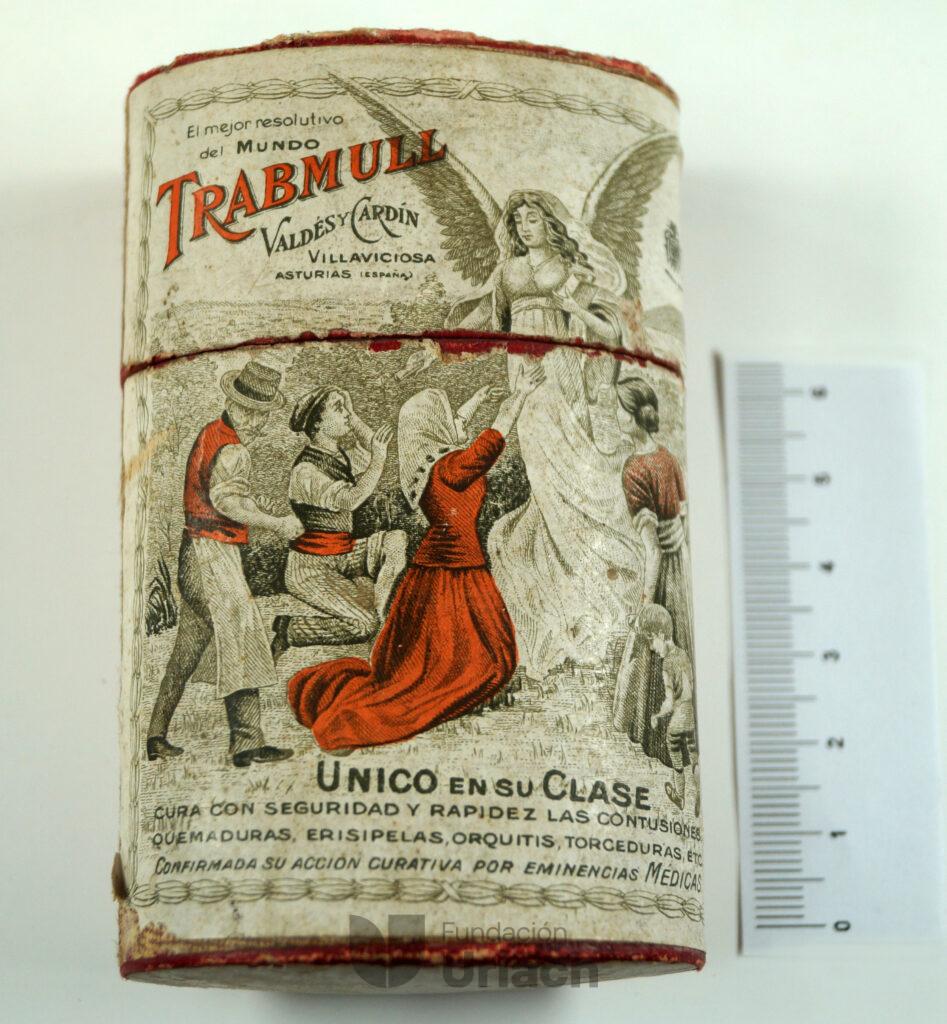 El mejor resolutivo
del MUNDO
TRABMULL
VALDÉS Y CARDÍN
VILLAVICIOSA
ASTURIAS (ESPAÑA)
UNICO EN SU CLASE
CURA CON SEGURIDAD Y RAPIDEZ LAS CONTUSIONES
QUEMADURAS, ERISIPELAS, ORQUITIS, TORCEDURAS, ETC
CONFIRMADA SU ACCIÓN CURATIVA POR EMINENCIAS MÉDICAS
Fundación
Uriach
6
5
4
3
2
1
0